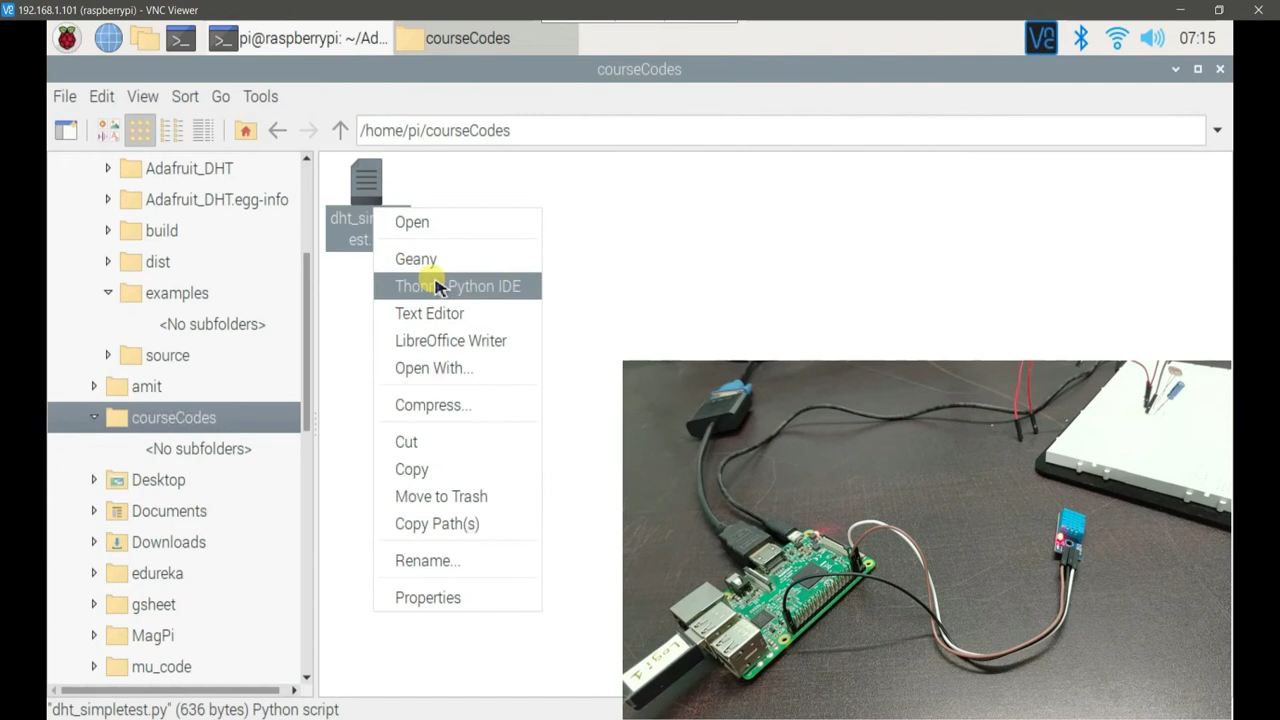 192.168.1.101 (raspberrypi) - VNC Viewer
pi@raspberrypi: ~/Ad...
courseCodes
07:15
courseCodes
File Edit View Sort Go Tools
/home/pi/courseCodes
Adafruit_DHT
Adafruit_DHT.egg-info
build
dist
examples
<No subfolders>
source
amit
courseCodes
<No subfolders>
Desktop
Documents
Downloads
edureka
gsheet
MagPi
mu_code
Open
Geany
Python IDE
Text Editor
LibreOffice Writer
Open With...
Compress...
Cut
Copy
Move to Trash
Copy Path(s)
Rename...
Properties
"dht_simpletest.py" (636 bytes) Python script